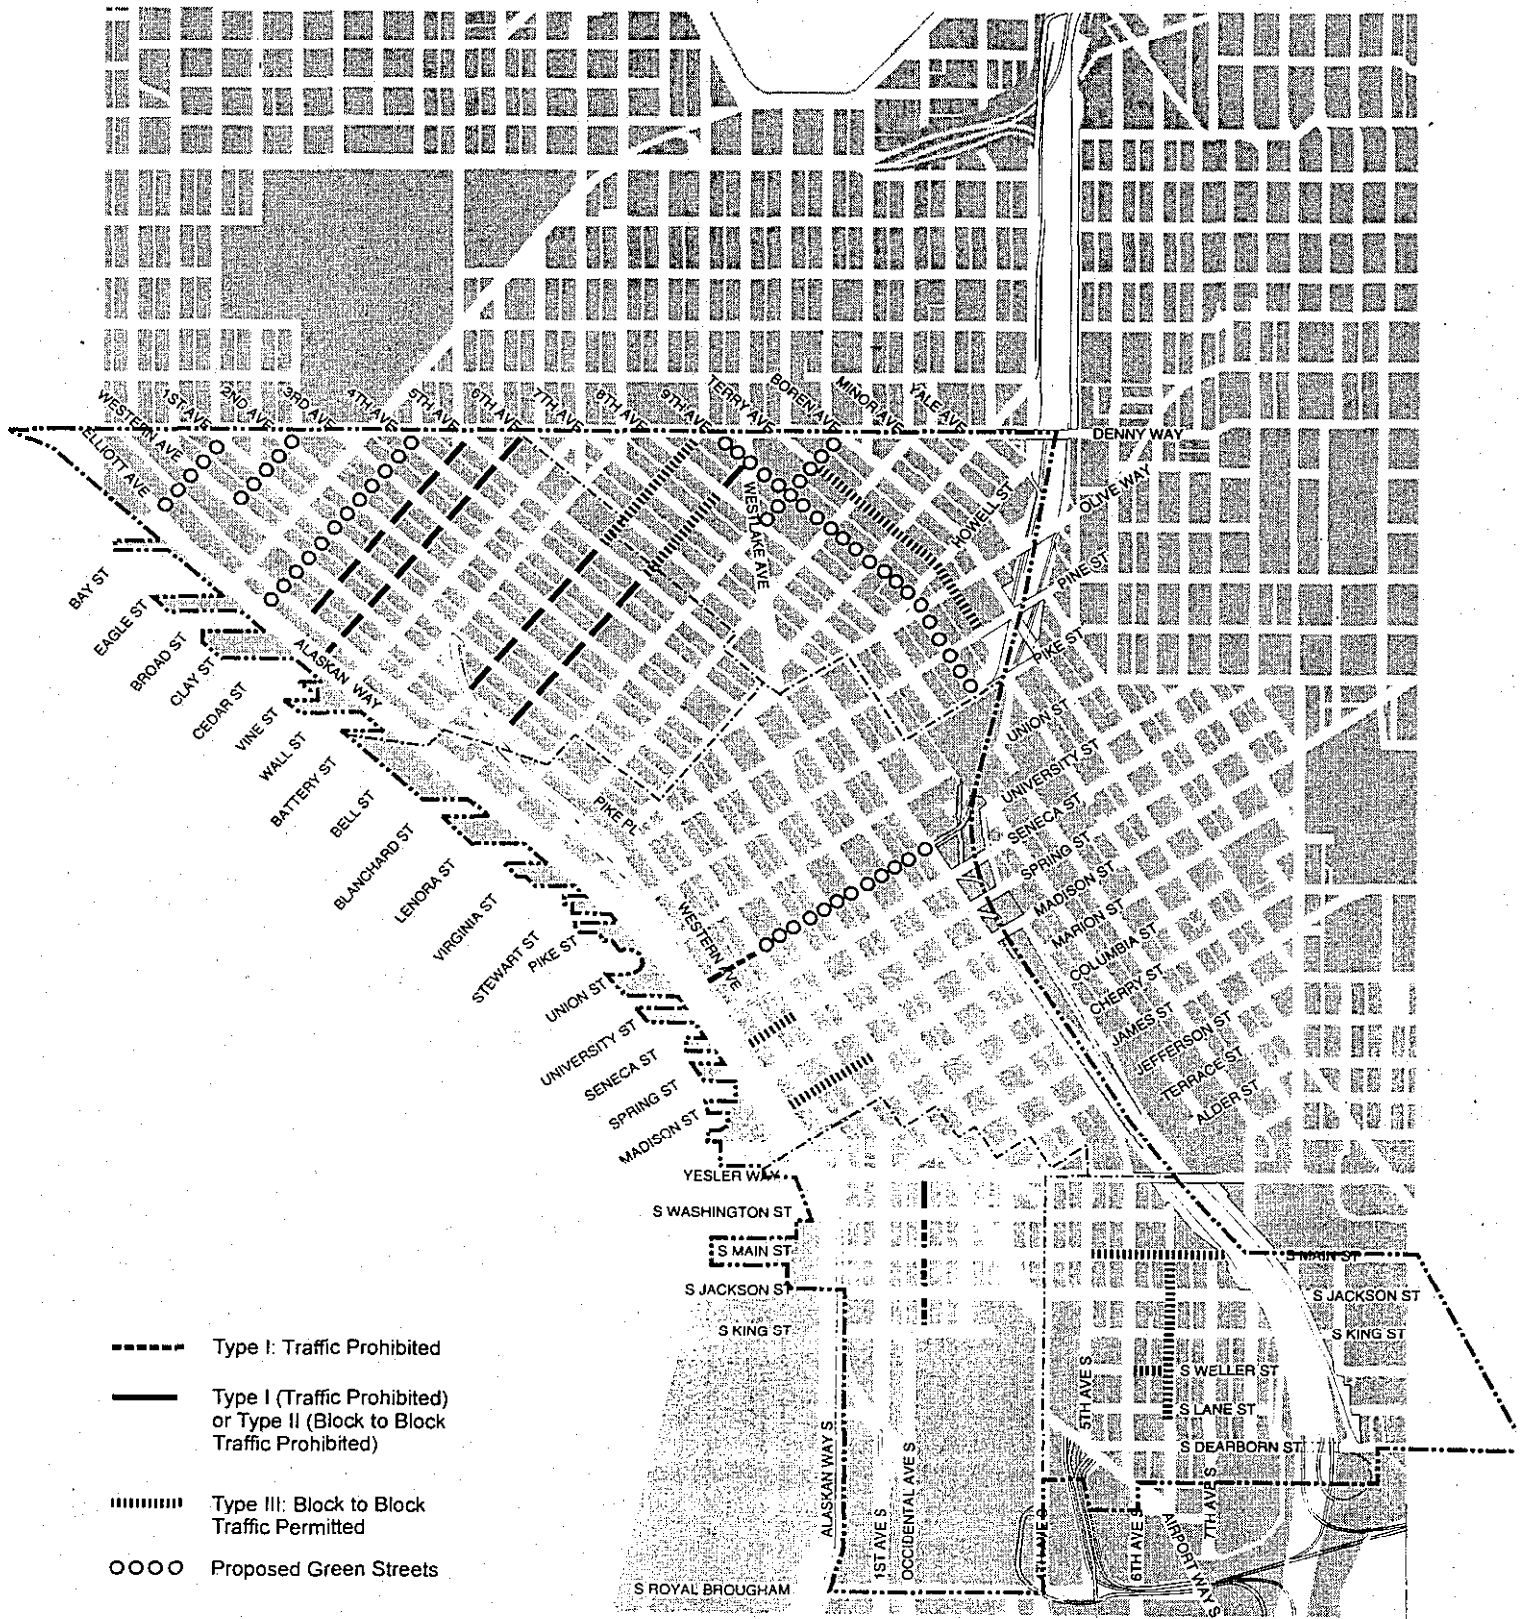 WESTERN AVE
1ST AVE
2ND AVE
3RD AVE
4TH AVE
5TH AVE
6TH AVE
7TH AVE
8TH AVE
9TH AVE
TERRY AVE
BOREN AVE
MINOR AVE
YALE AVE
ELLIOTT AVE
DENNY WAY
OLIVE WAY
HOWELL ST
WESTLAKE AVE
PINE ST
PIKE ST
BAY ST
EAGLE ST
BROAD ST
CLAY ST
CEDAR ST
VINE ST
WALL ST
BATTERY ST
BELL ST
BLANCHARD ST
LENORA ST
VIRGINIA ST
STEWART ST
PIKE ST
UNION ST
UNIVERSITY ST
SENECA ST
SPRING ST
MADISON ST
ALASKAN WAY
PIKE PL
WESTERN AVE
UNION ST
UNIVERSITY ST
SENECA ST
SPRING ST
MADISON ST
MARION ST
COLUMBIA ST
CHERRY ST
JAMES ST
JEFFERSON ST
TERRACE ST
ALDER ST
YESLER WAY
S WASHINGTON ST
S MAIN ST
S JACKSON ST
S KING ST
S MAIN ST
S JACKSON ST
S KING ST
S WELLER ST
S LANE ST
S DEARBORN ST
ALASKAN WAY S
1ST AVE S
OCCIDENTAL AVE S
4TH AVE S
5TH AVE S
6TH AVE S
AIRPORT WAY S
7TH AVE S
S ROYAL BROUGHAM
Type I: Traffic Prohibited
Type I (Traffic Prohibited)
or Type II (Block to Block
Traffic Prohibited)
Type III: Block to Block
Traffic Permitted
Proposed Green Streets